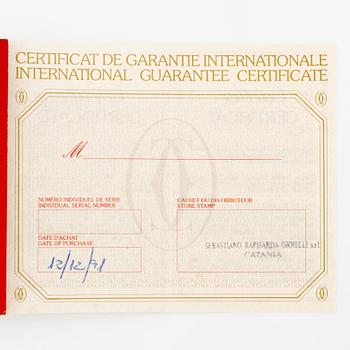 CERTIFICAT DE GARANTIE INTERNATIONALE
INTERNATIONAL GUARANTEE CERTIFICATE
M
NUMÉRO INDIVIDUEL DE SÉRIE
INDIVIDUAL SERIAL NUMBER
CACHET DU DISTRIBUTEUR
STORE STAMP
DATE D'ACHAT
DATE OF PURCHASE
12/12/91
SEBASTIANO RAPISARDA GIOIELLI s.r.l.
CATANIA